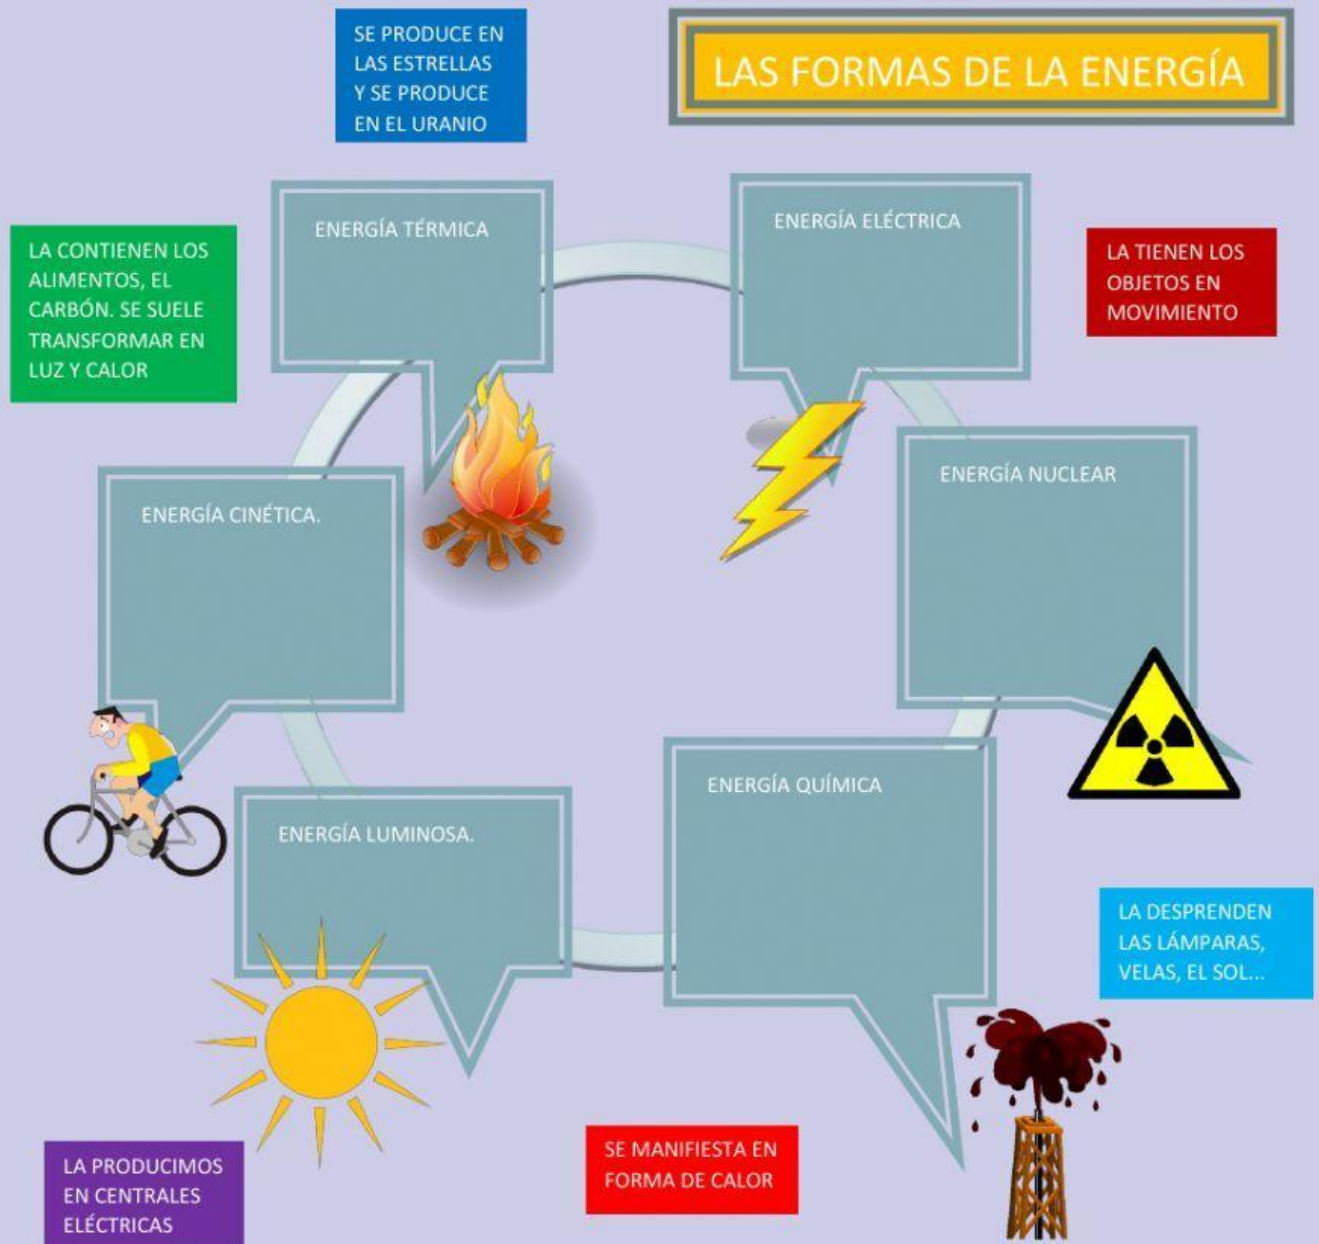 SE PRODUCE EN
LAS ESTRELLAS
Y SE PRODUCE
EN EL URANIO
LAS FORMAS DE LA ENERGÍA
ENERGÍA TÉRMICA
ENERGÍA ELÉCTRICA
LA CONTIENEN LOS
ALIMENTOS, EL
CARBÓN. SE SUELE
TRANSFORMAR EN
LUZ Y CALOR
LA TIENEN LOS
OBJETOS EN
MOVIMIENTO
ENERGÍA CINÉTICA.
ENERGÍA NUCLEAR
ENERGÍA LUMINOSA.
ENERGÍA QUÍMICA
LA DESPRENDEN
LAS LÁMPARAS,
VELAS, EL SOL...
LA PRODUCIMOS
EN CENTRALES
ELÉCTRICAS
SE MANIFIESTA EN
FORMA DE CALOR